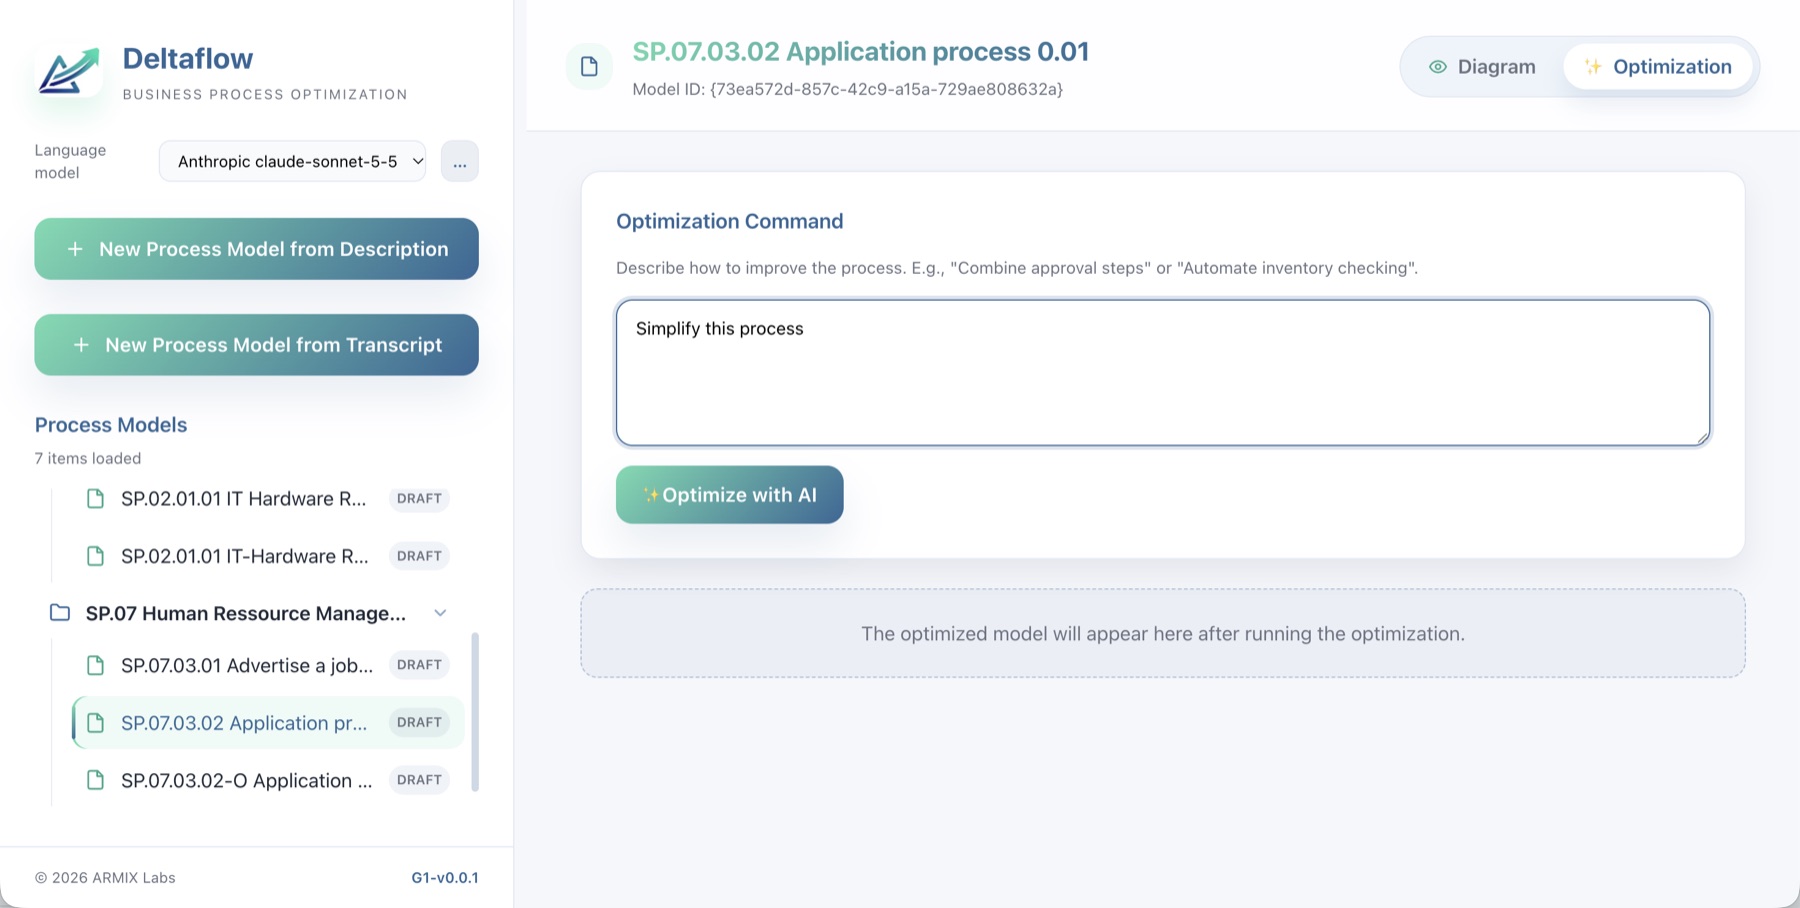 Deltaflow
BUSINESS PROCESS OPTIMIZATION
Language
model
Anthropic claude-sonnet-5-5
...
+ New Process Model from Description
+ New Process Model from Transcript
Process Models
7 items loaded
SP.02.01.01 IT Hardware R... DRAFT
SP.02.01.01 IT-Hardware R... DRAFT
SP.07 Human Ressource Manage...
SP.07.03.01 Advertise a job... DRAFT
SP.07.03.02 Application pr... DRAFT
SP.07.03.02-O Application ... DRAFT
© 2026 ARMIX Labs
G1-v0.0.1
SP.07.03.02 Application process 0.01
Model ID: {73ea572d-857c-42c9-a15a-729ae808632a}
Diagram
Optimization
Optimization Command
Describe how to improve the process. E.g., "Combine approval steps" or "Automate inventory checking".
Simplify this process
Optimize with AI
The optimized model will appear here after running the optimization.